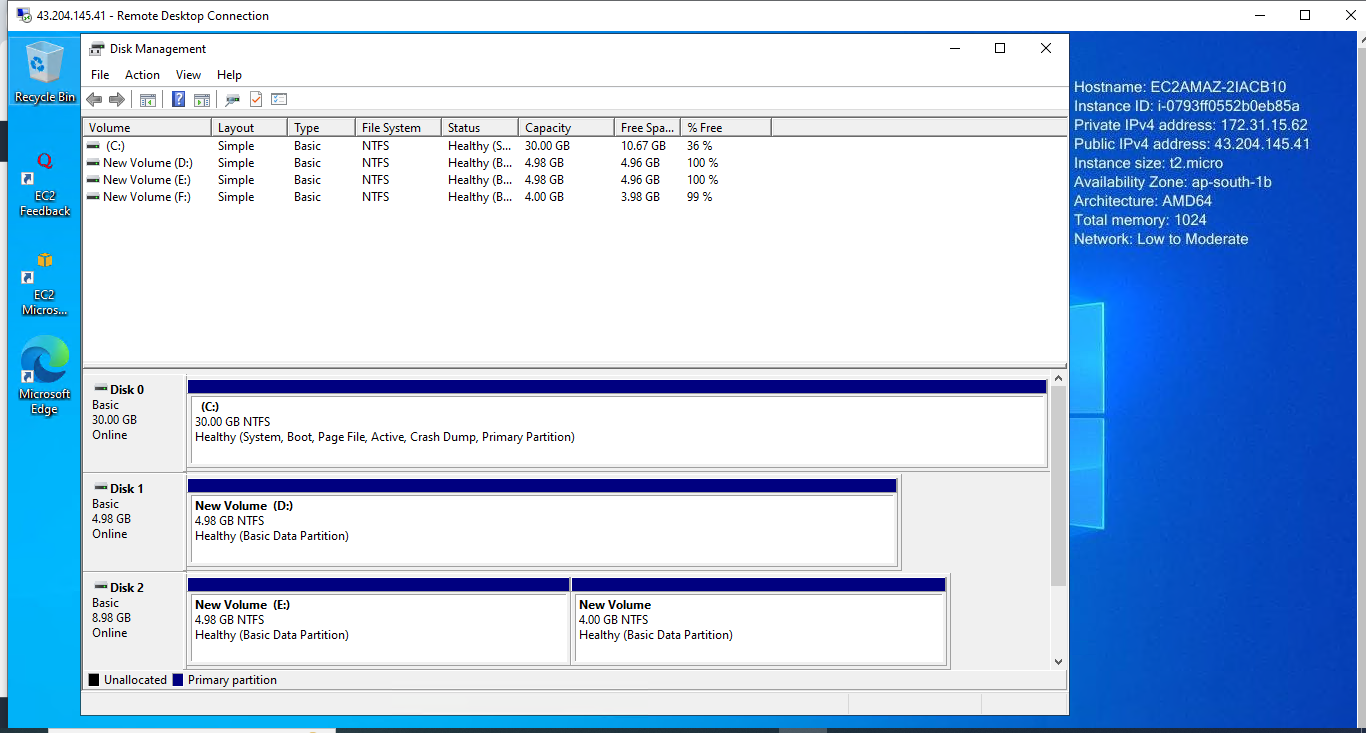 43.204.145.41 - Remote Desktop Connection
Disk Management
File Action View Help
Recycle Bin
EC2
Feedback
EC2
Micros...
Microsoft
Edge
Hostname: EC2AMAZ-2IACB10
Instance ID: i-0793ff0552b0eb85a
Private IPv4 address: 172.31.15.62
Public IPv4 address: 43.204.145.41
Instance size: t2.micro
Availability Zone: ap-south-1b
Architecture: AMD64
Total memory: 1024
Network: Low to Moderate
Volume Layout Type File System Status Capacity Free Spa... % Free
(C:) Simple Basic NTFS Healthy (S... 30.00 GB 10.67 GB 36 %
New Volume (D:) Simple Basic NTFS Healthy (B... 4.98 GB 4.96 GB 100 %
New Volume (E:) Simple Basic NTFS Healthy (B... 4.98 GB 4.96 GB 100 %
New Volume (F:) Simple Basic NTFS Healthy (B... 4.00 GB 3.98 GB 99 %
Disk 0
Basic
30.00 GB
Online
(C:)
30.00 GB NTFS
Healthy (System, Boot, Page File, Active, Crash Dump, Primary Partition)
Disk 1
Basic
4.98 GB
Online
New Volume (D:)
4.98 GB NTFS
Healthy (Basic Data Partition)
Disk 2
Basic
8.98 GB
Online
New Volume (E:)
4.98 GB NTFS
Healthy (Basic Data Partition)
New Volume
4.00 GB NTFS
Healthy (Basic Data Partition)
Unallocated Primary partition